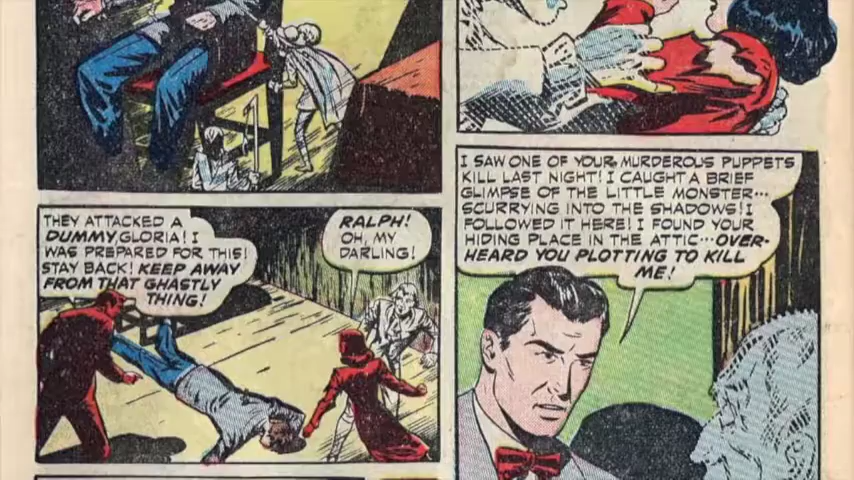 THEY ATTACKED A
DUMMY, GLORIA! I
WAS PREPARED FOR THIS!
STAY BACK! KEEP AWAY
FROM THAT GHASTLY
THING!
RALPH!
OH, MY
DARLING!
I SAW ONE OF YOUR MURDEROUS PUPPETS
KILL LAST NIGHT! I CAUGHT A BRIEF
GLIMPSE OF THE LITTLE MONSTER...
SCURRYING INTO THE SHADOWS! I
FOLLOWED IT HERE! I FOUND YOUR
HIDING PLACE IN THE ATTIC...OVER-
HEARD YOU PLOTTING TO KILL
ME!